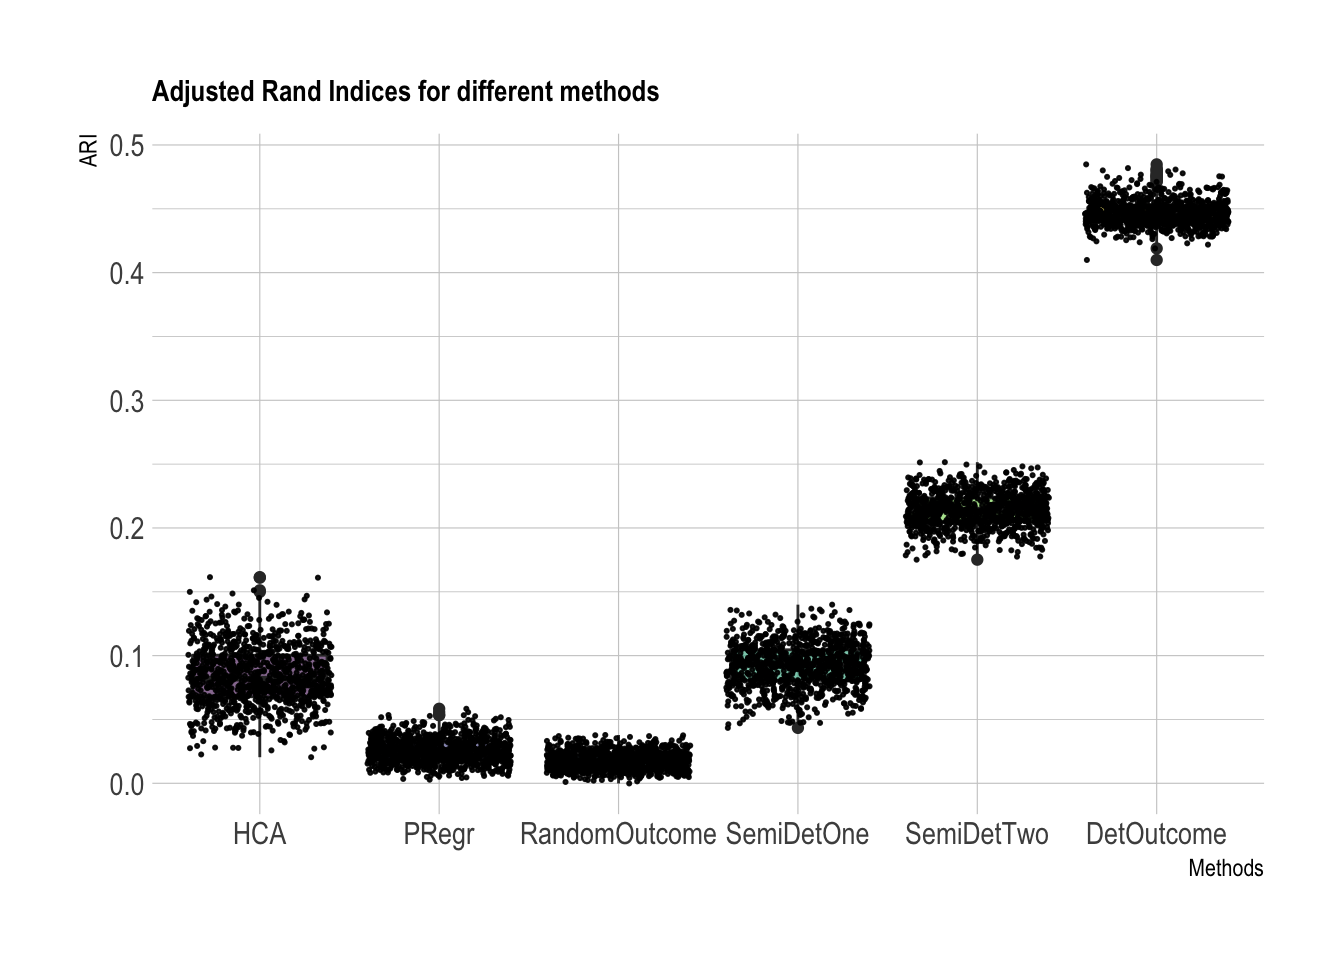 Adjusted Rand Indices for different methods
ARI
0.5
0.4
0.3
0.2
0.1
0.0
HCA PRegr RandomOutcome SemiDetOne SemiDetTwo DetOutcome
Methods